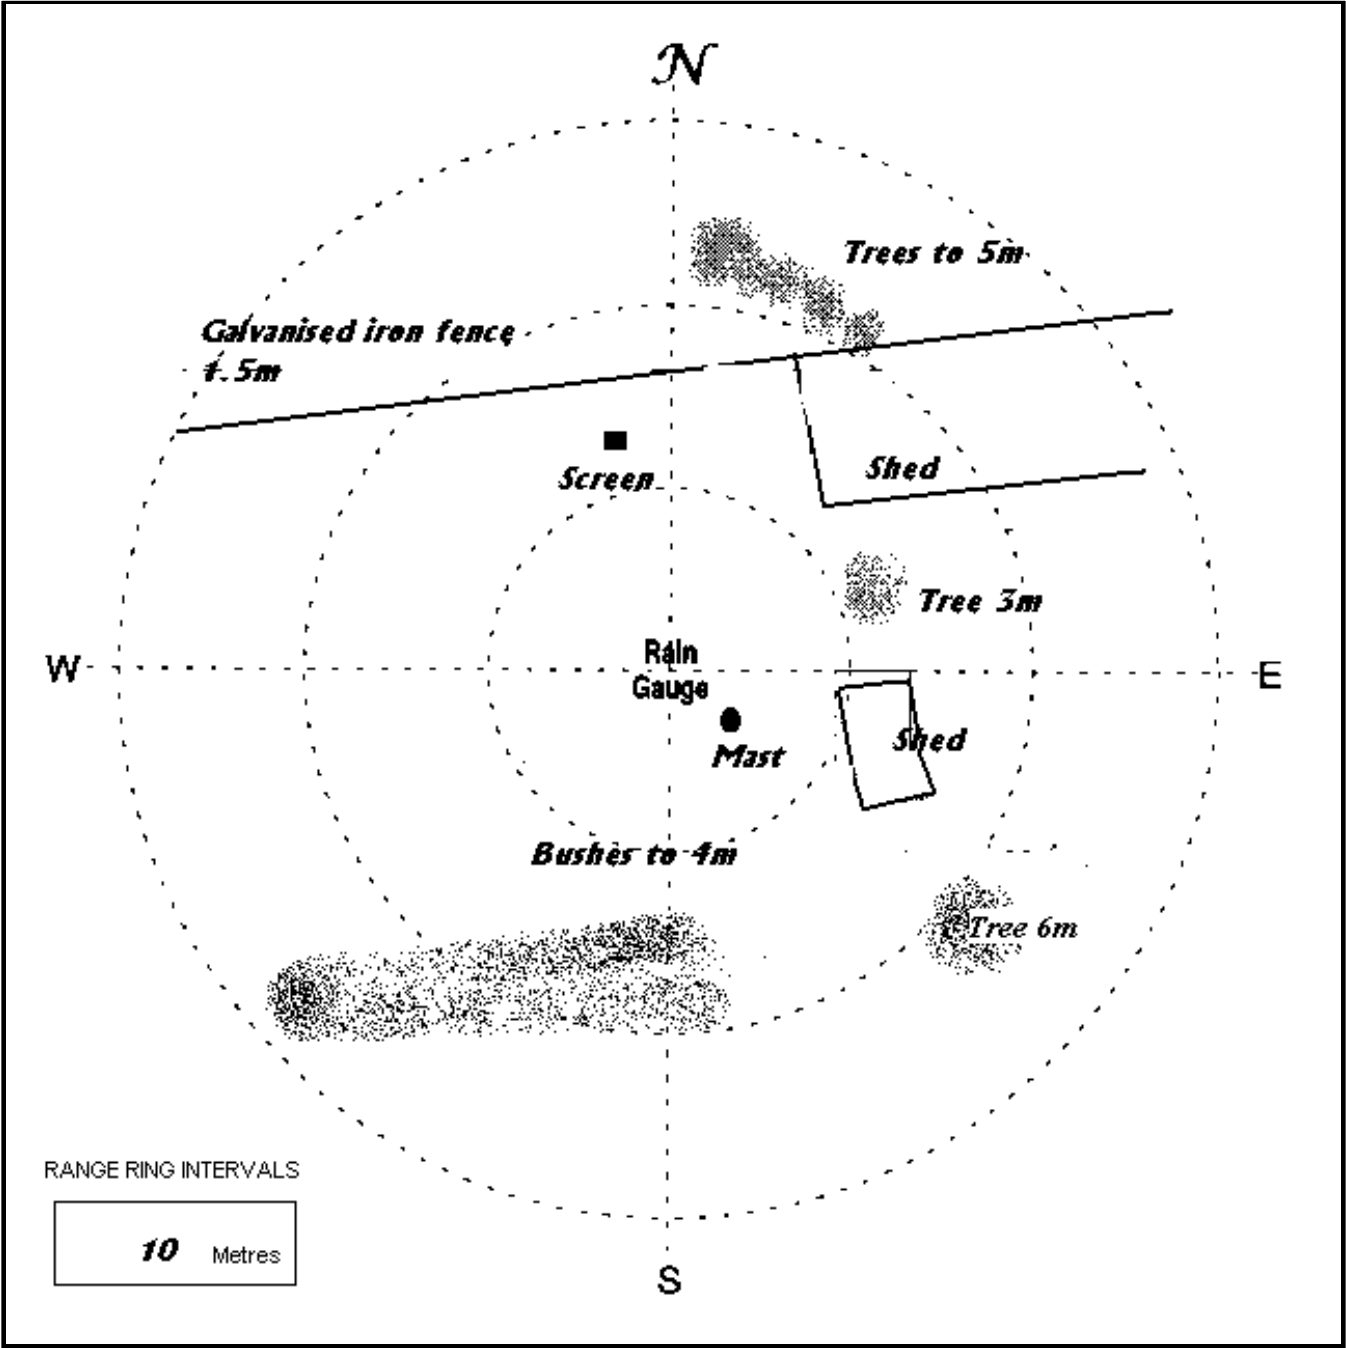 N
Trees to 5m
Galvanised iron fence
1.5m
Shed
Screen
Tree 3m
Rain
Gauge
W
E
Mast
Shed
Bushes to 4m
Tree 6m
RANGE RING INTERVALS
10 Metres
S